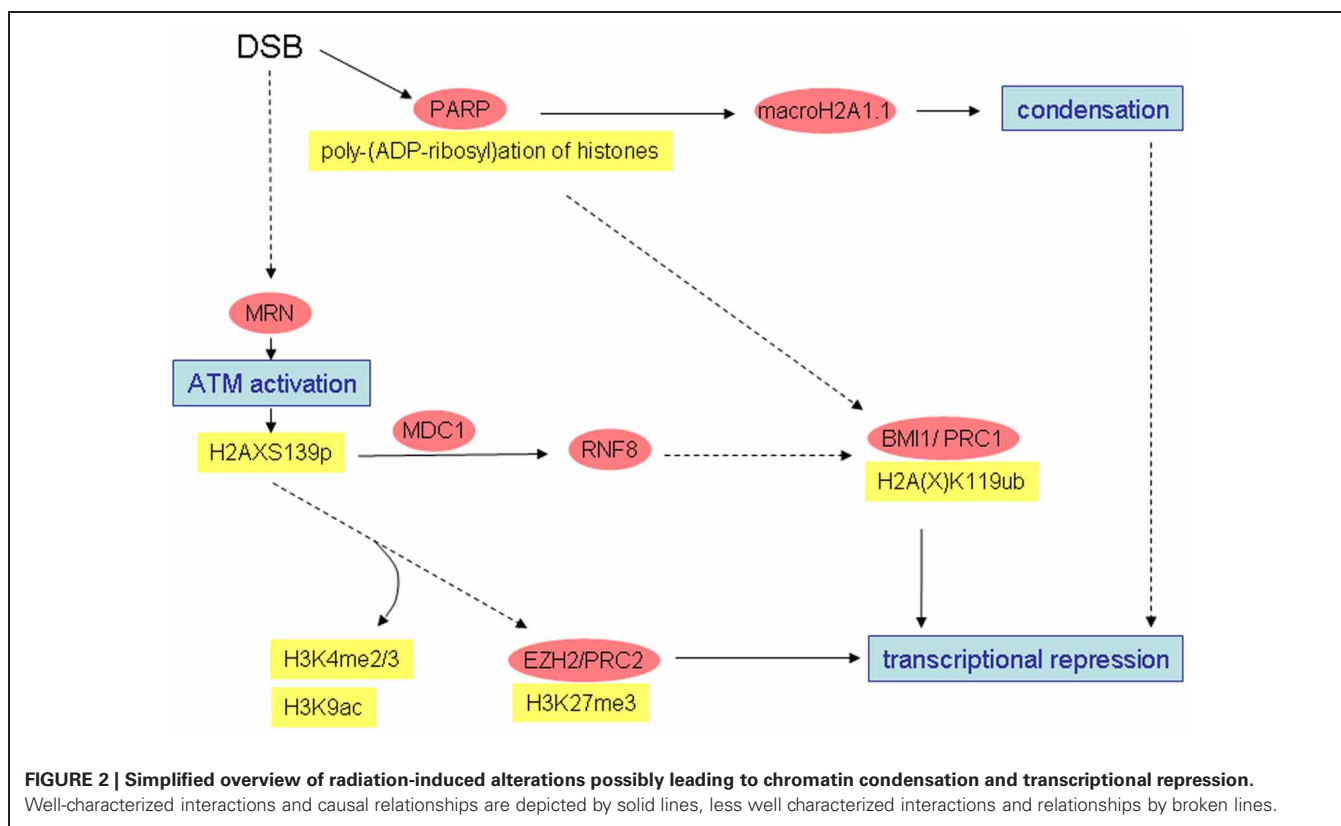 DSB
PARP
macroH2A1.1
condensation
poly-(ADP-ribosyl)ation of histones
MRN
ATM activation
MDC1
H2AXS139p
RNF8
BMI1/ PRC1
H2A(X)K119ub
H3K4me2/3
EZH2/PRC2
transcriptional repression
H3K9ac
H3K27me3
FIGURE 2 | Simplified overview of radiation-induced alterations possibly leading to chromatin condensation and transcriptional repression.
Well-characterized interactions and causal relationships are depicted by solid lines, less well characterized interactions and relationships by broken lines.